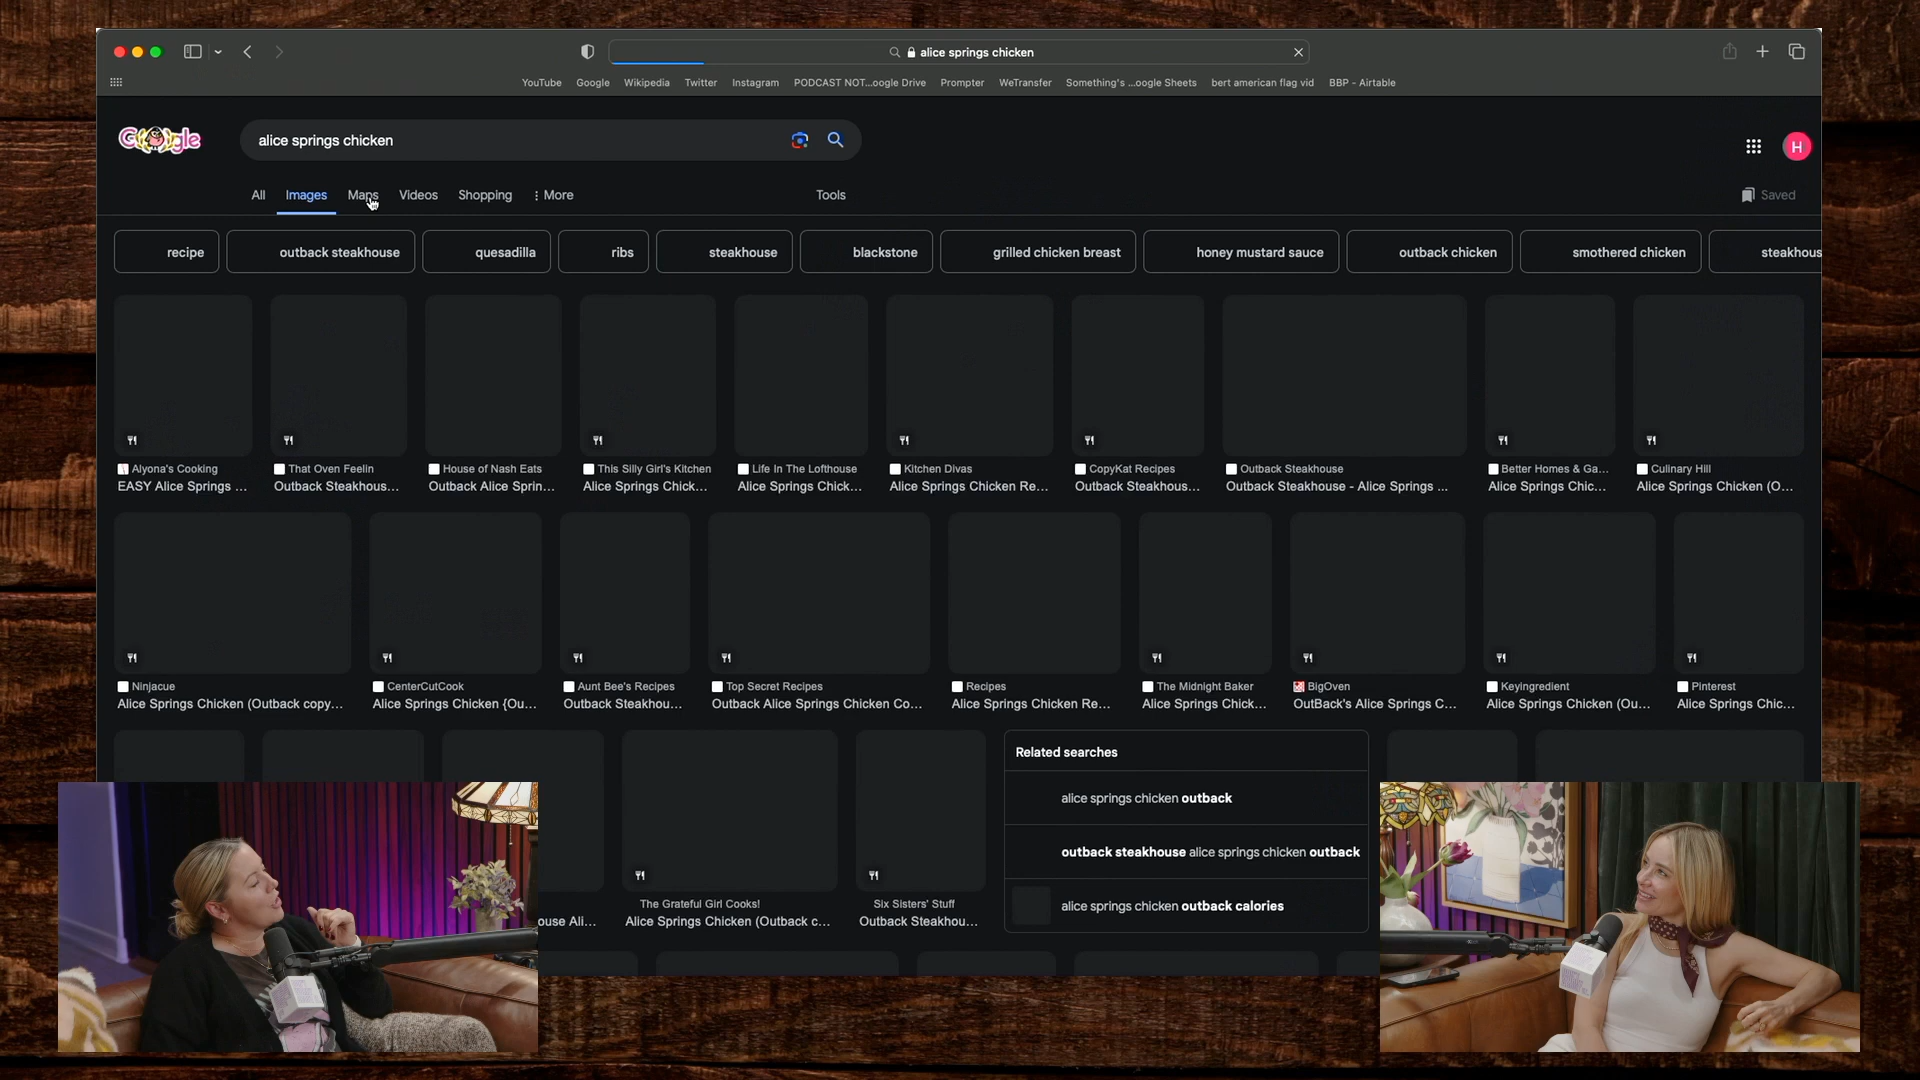 alice springs chicken
YouTube Google Wikipedia Twitter Instagram PODCAST NOT...oogle Drive Prompter WeTransfer Something's ...oogle Sheets bert american flag vid BBP - Airtable
Google alice springs chicken H
All Images Maps Videos Shopping More Tools Saved
recipe outback steakhouse quesadilla ribs steakhouse blackstone grilled chicken breast honey mustard sauce outback chicken smothered chicken steakhous
Alyona's Cooking That Oven Feelin House of Nash Eats This Silly Girl's Kitchen Life In The Lofthouse Kitchen Divas CopyKat Recipes Outback Steakhouse Better Homes & Ga... Culinary Hill
EASY Alice Springs ... Outback Steakhous... Outback Alice Sprin... Alice Springs Chick... Alice Springs Chick... Alice Springs Chicken Re... Outback Steakhous... Outback Steakhouse - Alice Springs ... Alice Springs Chic... Alice Springs Chicken (O...
Ninjacue CenterCutCook Aunt Bee's Recipes Top Secret Recipes Recipes The Midnight Baker BigOven Keyingredient Pinterest
Alice Springs Chicken (Outback copy... Alice Springs Chicken {Ou... Outback Steakhou... Outback Alice Springs Chicken Co... Alice Springs Chicken Re... Alice Springs Chick... OutBack's Alice Springs C... Alice Springs Chicken (Ou... Alice Springs Chic...
Related searches
alice springs chicken outback
outback steakhouse alice springs chicken outback
alice springs chicken outback calories
The Grateful Girl Cooks! Six Sisters' Stuff
ouse Ali... Alice Springs Chicken (Outback c... Outback Steakhou...